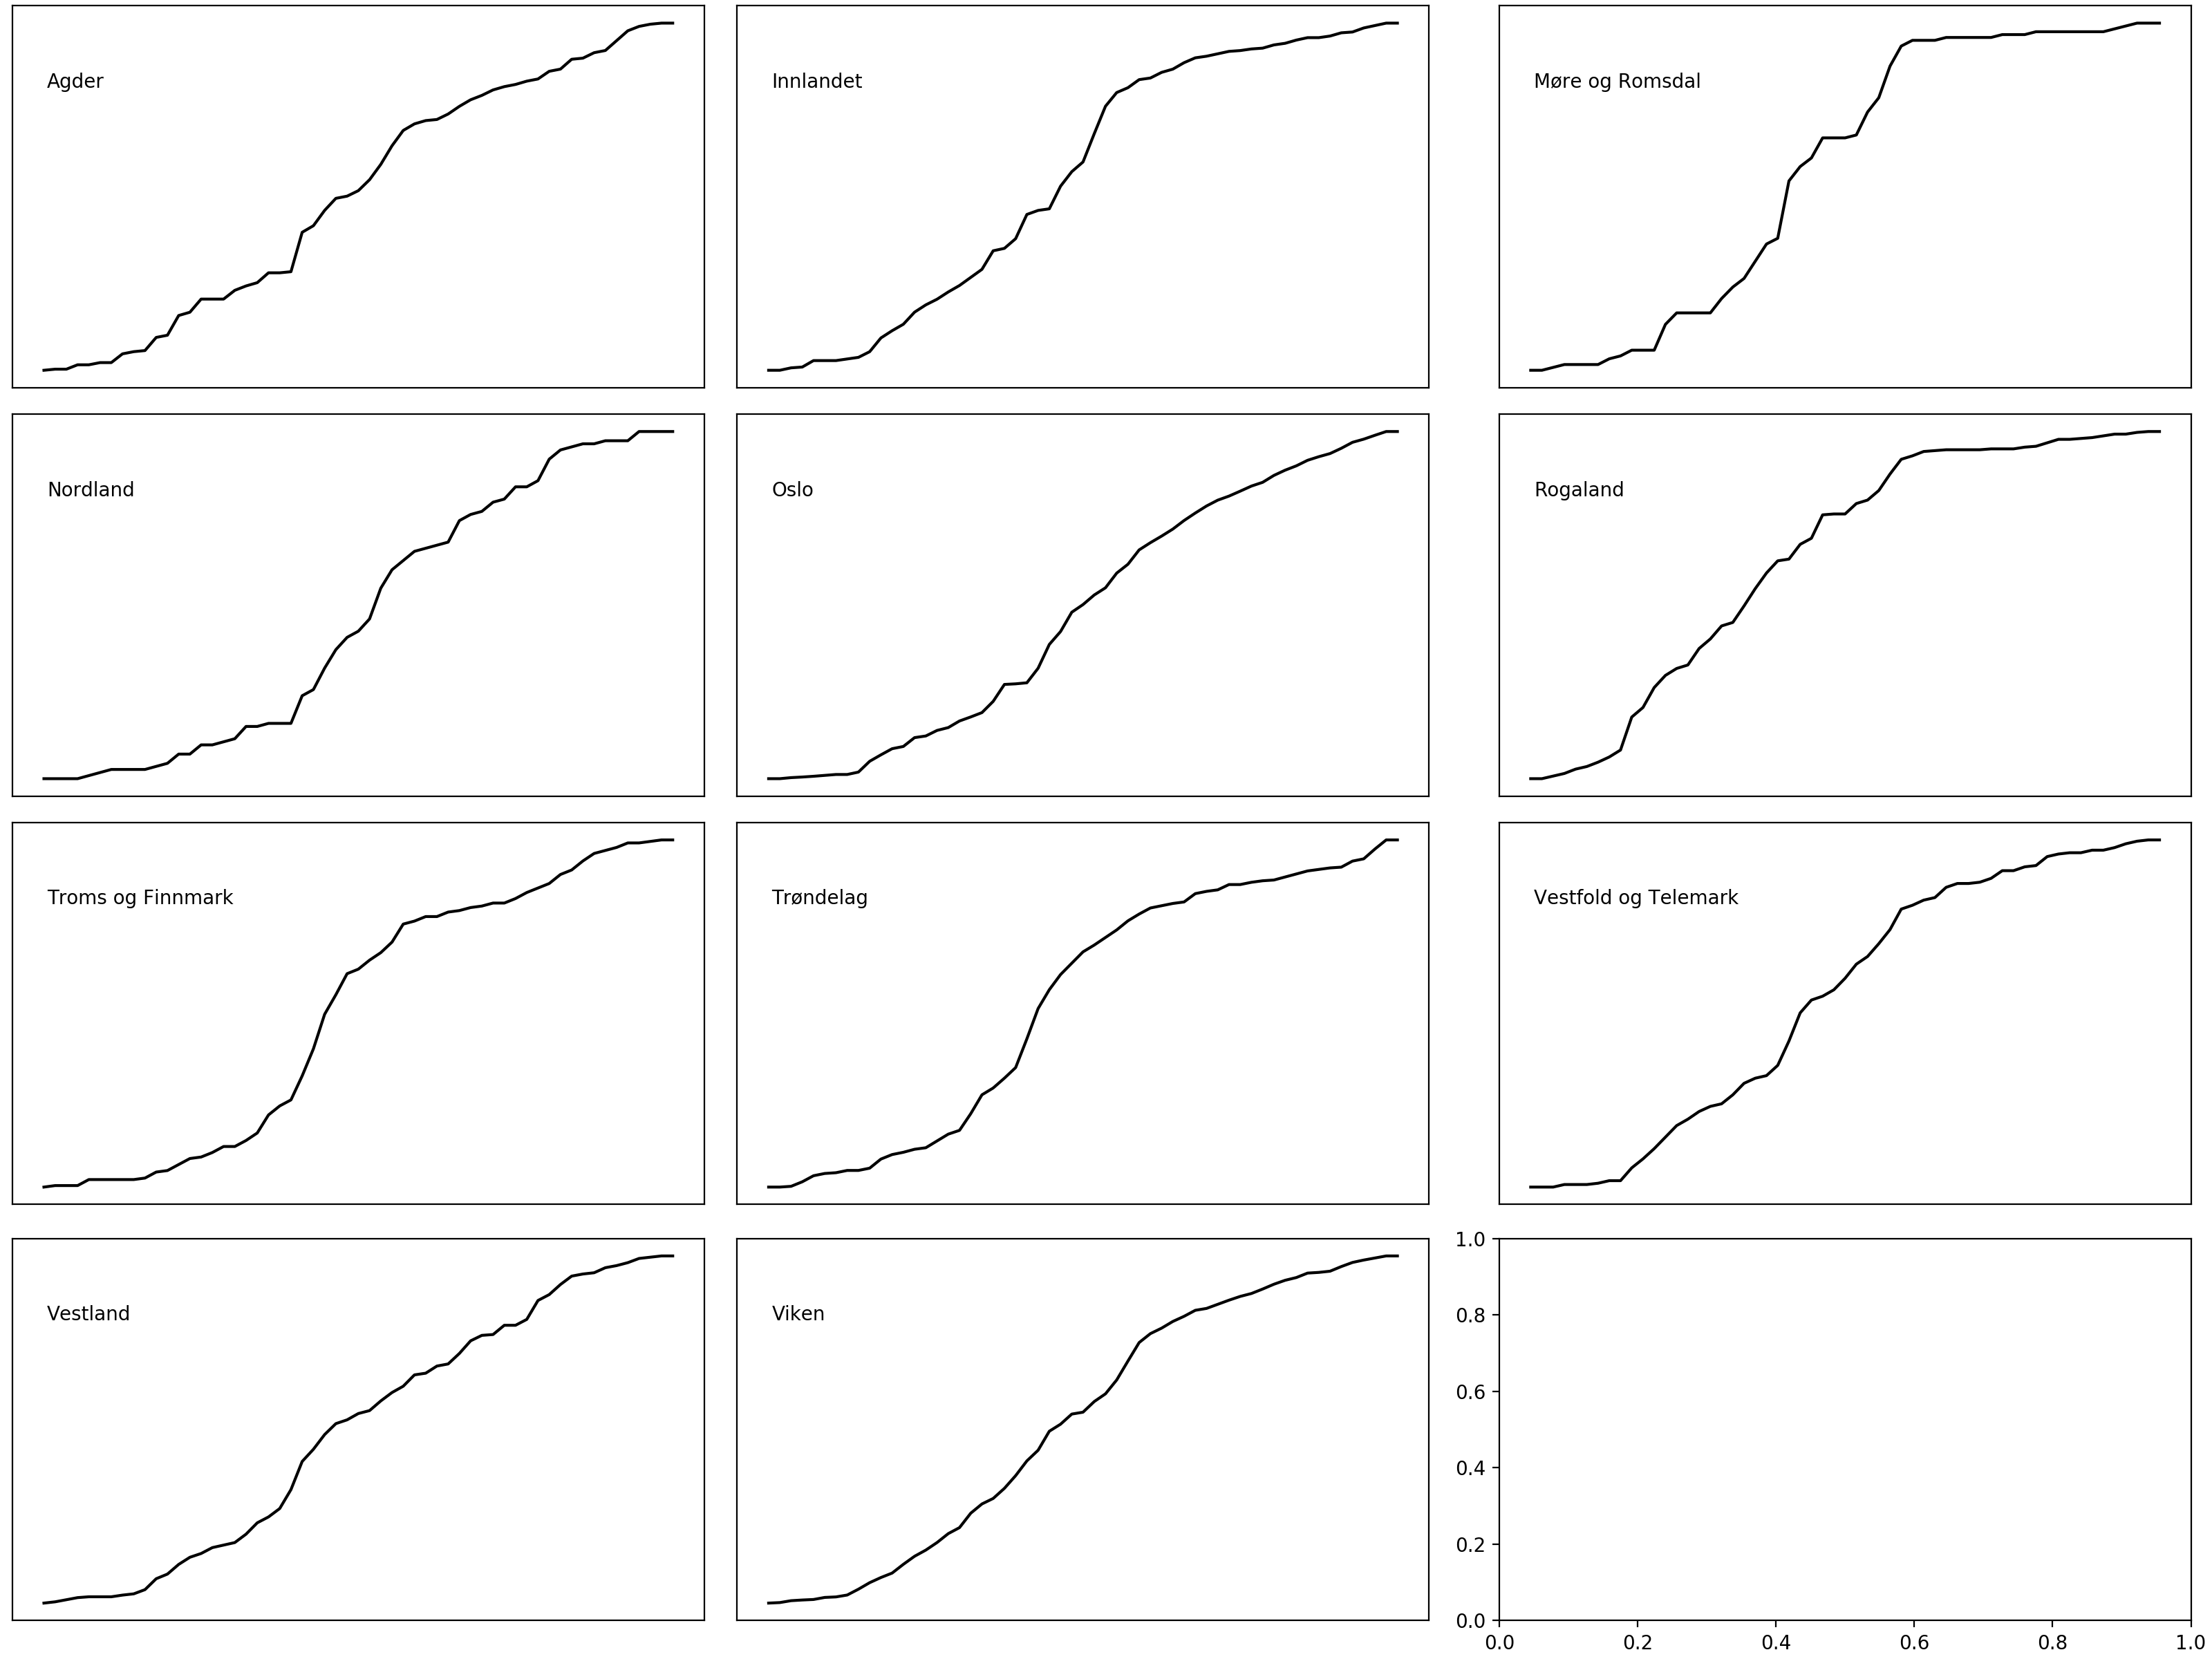 Agder
Innlandet
Møre og Romsdal
Nordland
Oslo
Rogaland
Troms og Finnmark
Trøndelag
Vestfold og Telemark
Vestland
Viken
1.0
0.8
0.6
0.4
0.2
0.0
0.0 0.2 0.4 0.6 0.8 1.0